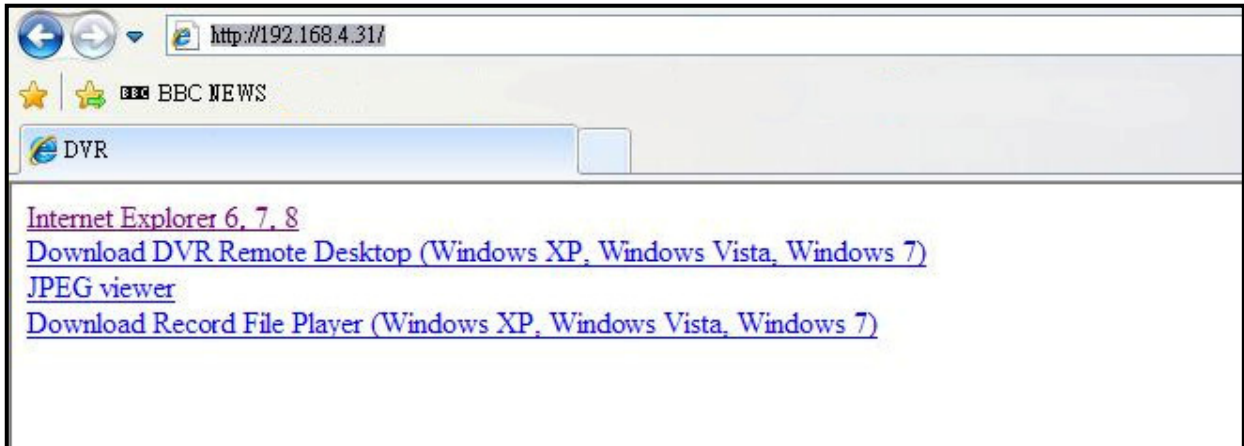 http://192.168.4.31/
BBC BBC NEWS
DVR
Internet Explorer 6, 7, 8
Download DVR Remote Desktop (Windows XP, Windows Vista, Windows 7)
JPEG viewer
Download Record File Player (Windows XP, Windows Vista, Windows 7)